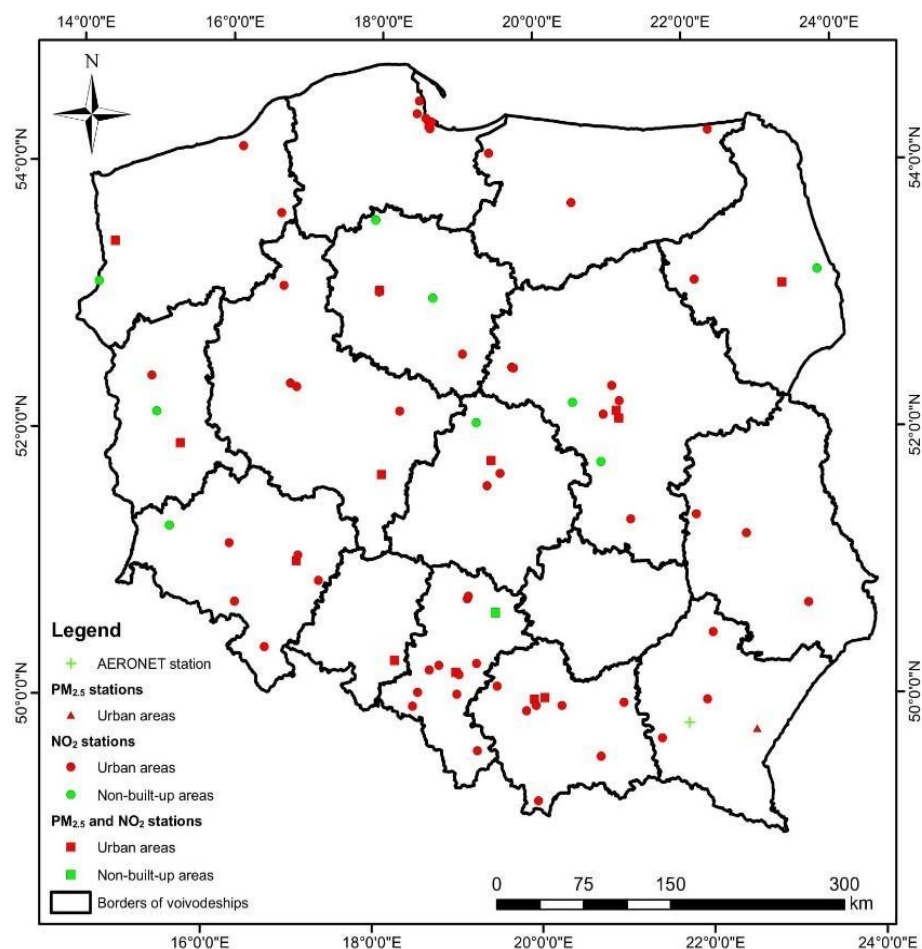 14°0'0"E 16°0'0"E 18°0'0"E 20°0'0"E 22°0'0"E 24°0'0"E
N
54°0'0"N 54°0'0"N
52°0'0"N 52°0'0"N
50°0'0"N 50°0'0"N
Legend
AERONET station
PM₂.₅ stations
Urban areas
NO₂ stations
Urban areas
Non-built-up areas
PM₂.₅ and NO₂ stations
Urban areas
Non-built-up areas
Borders of voivodeships
0 75 150 300
km
16°0'0"E 18°0'0"E 20°0'0"E 22°0'0"E 24°0'0"E